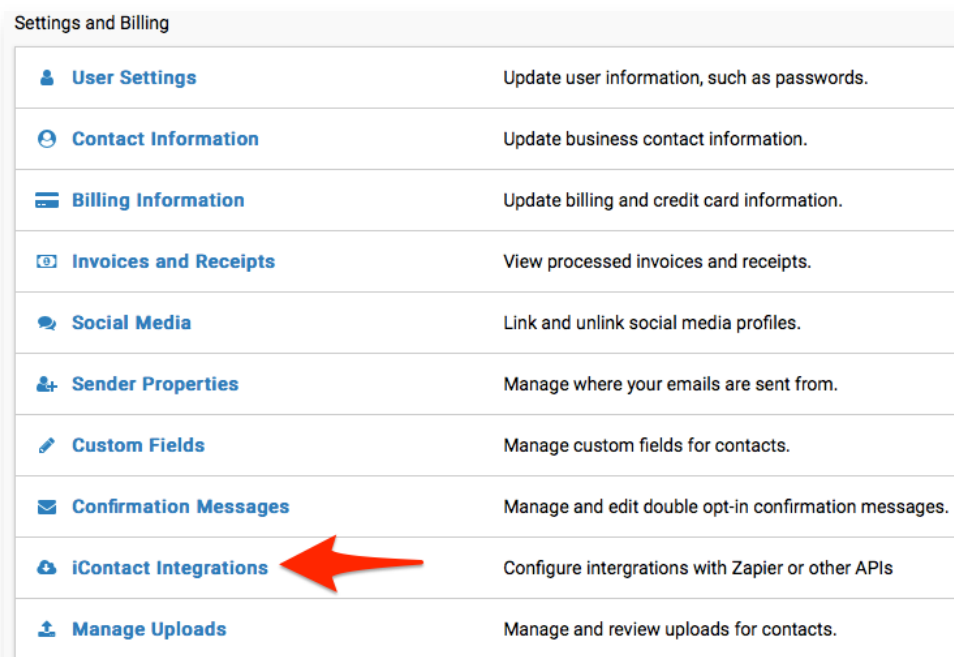 Settings and Billing
User Settings Update user information, such as passwords.
Contact Information Update business contact information.
Billing Information Update billing and credit card information.
Invoices and Receipts View processed invoices and receipts.
Social Media Link and unlink social media profiles.
Sender Properties Manage where your emails are sent from.
Custom Fields Manage custom fields for contacts.
Confirmation Messages Manage and edit double opt-in confirmation messages.
iContact Integrations Configure intergrations with Zapier or other APIs
Manage Uploads Manage and review uploads for contacts.